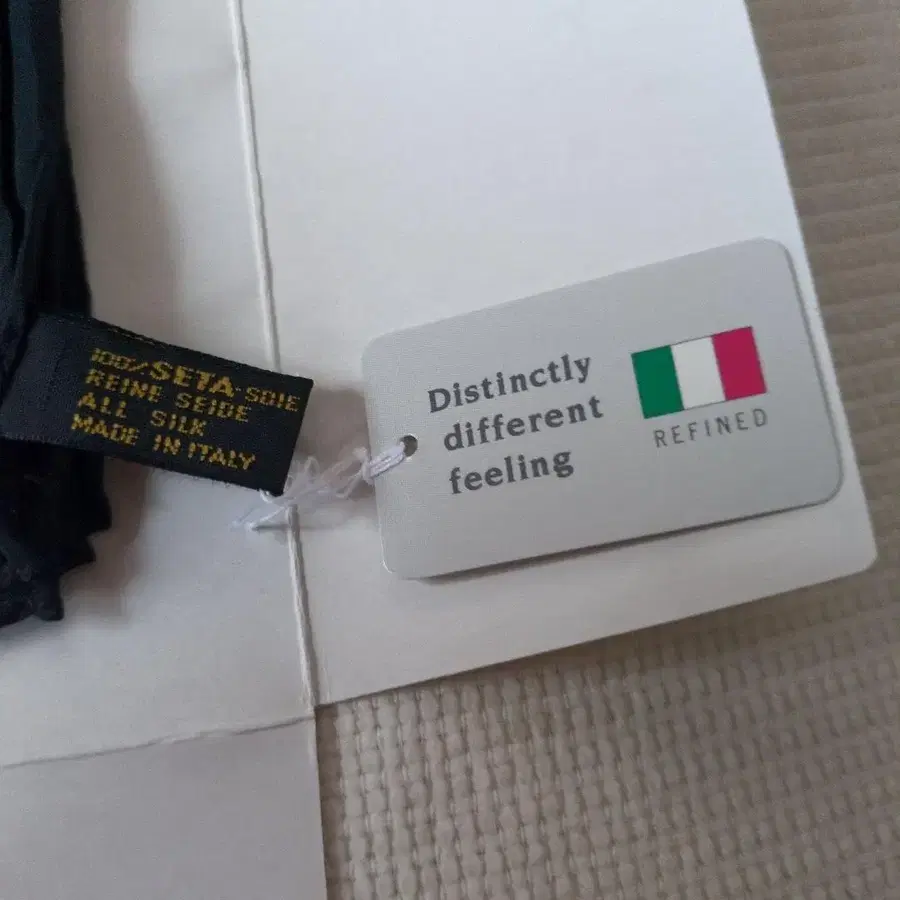 100% SETA-SOIE
REINE SEIDE
ALL SILK
MADE IN ITALY
Distinctly
different
feeling
REFINED